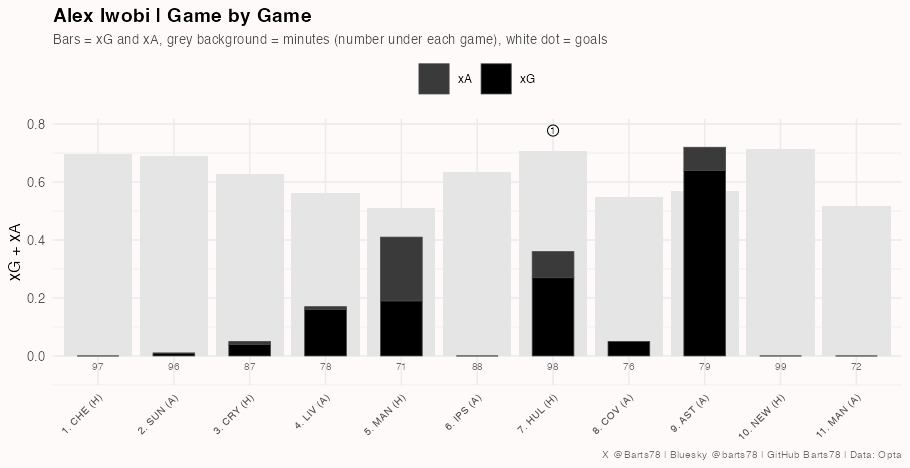 Alex Iwobi | Game by Game
Bars = xG and xA, grey background = minutes (number under each game), white dot = goals
xA xG
xG + xA
0.8
0.6
0.4
0.2
0.0
1
97 96 87 78 71 88 98 76 79 99 72
1. CHE (H)
2. SUN (A)
3. CRY (H)
4. LIV (A)
5. MAN (H)
6. IPS (A)
7. HUL (H)
8. COV (A)
9. AST (A)
10. NEW (H)
11. MAN (A)
X @Barts78 | Bluesky @barts78 | GitHub Barts78 | Data: Opta